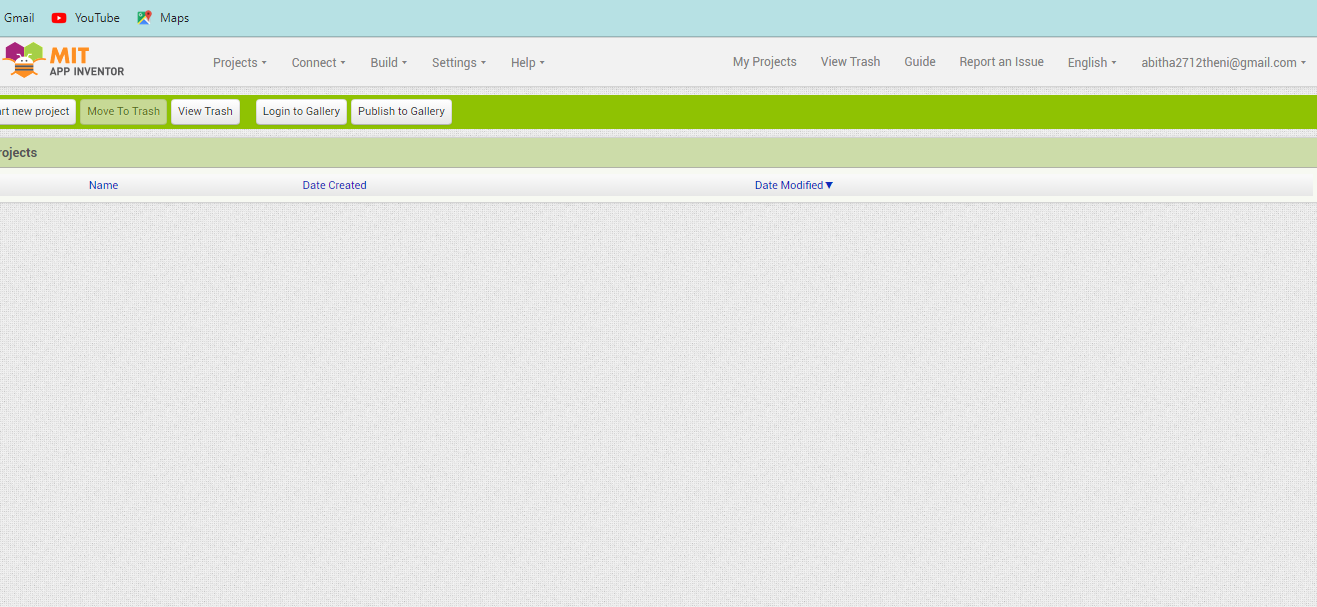 Gmail YouTube Maps
MIT
APP INVENTOR
Projects Connect Build Settings Help My Projects View Trash Guide Report an Issue English abitha2712theni@gmail.com
new project Move To Trash View Trash Login to Gallery Publish to Gallery
rojects
Name Date Created Date Modified▼